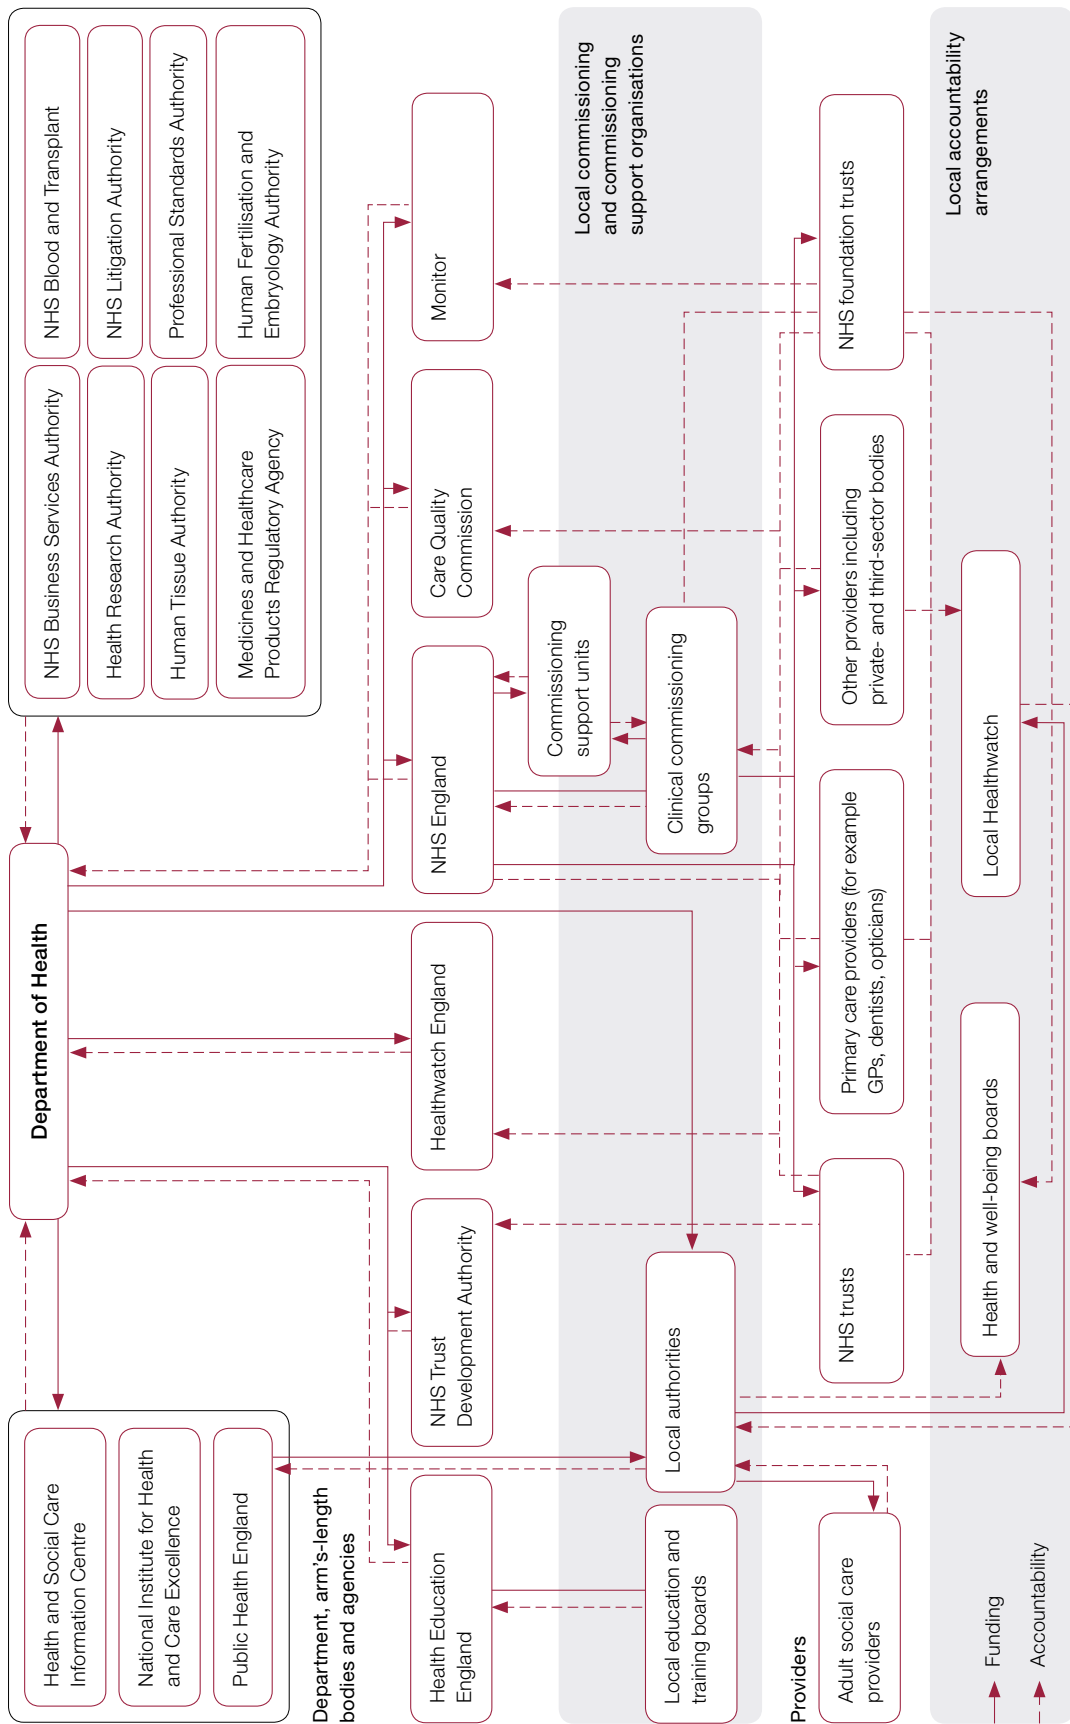 Department of Health
Health and Social Care
Information Centre
National Institute for Health
and Care Excellence
Public Health England
NHS Business Services Authority
NHS Blood and Transplant
Health Research Authority
NHS Litigation Authority
Human Tissue Authority
Professional Standards Authority
Medicines and Healthcare
Products Regulatory Agency
Human Fertilisation and
Embryology Authority
Department, arm’s-length
bodies and agencies
Health Education
England
NHS Trust
Development Authority
Healthwatch England
NHS England
Care Quality
Commission
Monitor
Local commissioning
and commissioning
support organisations
Commissioning
support units
Local education and
training boards
Local authorities
Clinical commissioning
groups
Providers
Adult social care
providers
NHS trusts
Primary care providers (for example
GPs, dentists, opticians)
Other providers including
private- and third-sector bodies
NHS foundation trusts
Local accountability
arrangements
Health and well-being boards
Local Healthwatch
Funding
Accountability